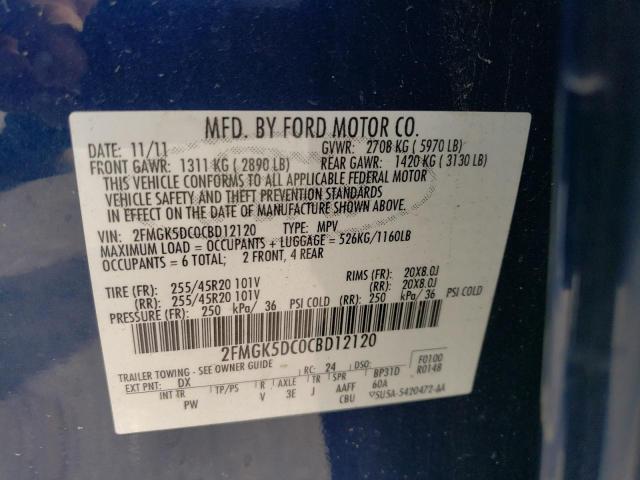 MFD. BY FORD MOTOR CO.
DATE: 11/11 GVWR: 2708 KG ( 5970 LB)
FRONT GAWR: 1311 KG ( 2890 LB) REAR GAWR: 1420 KG ( 3130 LB)
THIS VEHICLE CONFORMS TO ALL APPLICABLE FEDERAL MOTOR
VEHICLE SAFETY AND THEFT PREVENTION STANDARDS
IN EFFECT ON THE DATE OF MANUFACTURE SHOWN ABOVE.
VIN: 2FMGK5DC0CBD12120 TYPE: MPV
MAXIMUM LOAD = OCCUPANTS + LUGGAGE = 526KG/1160LB
OCCUPANTS = 6 TOTAL; 2 FRONT, 4 REAR
TIRE (FR): 255/45R20 101V RIMS (FR): 20X8.0J
(RR): 255/45R20 101V (RR): 20X8.0J
PRESSURE (FR): 250 kPa/ 36 PSI COLD (RR): 250 kPa/ 36 PSI COLD
2FMGK5DC0CBD12120
TRAILER TOWING - SEE OWNER GUIDE RC: 24 DSO: F0100
EXT PNT: DX BP31D R0148
INT TR TP/PS R AXLE TR SPR 60A
PW V 3E J AAFF
CBU ▽SU5A-5420472-AA